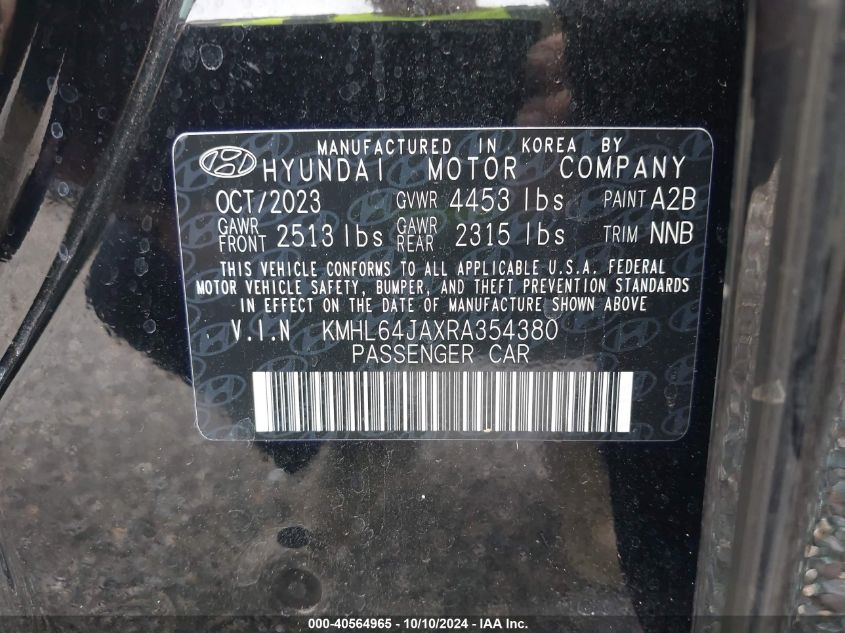 MANUFACTURED IN KOREA BY
HYUNDAI MOTOR COMPANY
OCT/2023 GVWR 4453 lbs PAINT A2B
GAWR FRONT 2513 lbs GAWR REAR 2315 lbs TRIM NNB
THIS VEHICLE CONFORMS TO ALL APPLICABLE U.S.A. FEDERAL
MOTOR VEHICLE SAFETY, BUMPER, AND THEFT PREVENTION STANDARDS
IN EFFECT ON THE DATE OF MANUFACTURE SHOWN ABOVE
V.I.N KMHL64JAXRA354380
PASSENGER CAR
000-40564965 - 10/10/2024 - IAA Inc.